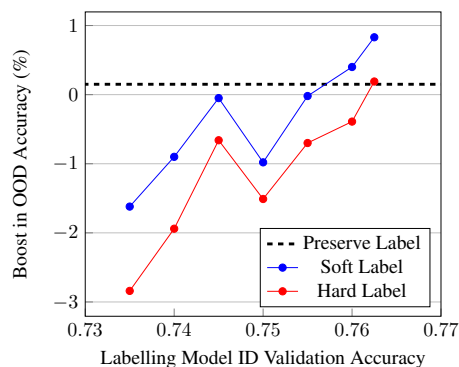 1
0
−1
−2
−3
Boost in OOD Accuracy (%)
Preserve Label
Soft Label
Hard Label
0.73 0.74 0.75 0.76 0.77
Labelling Model ID Validation Accuracy